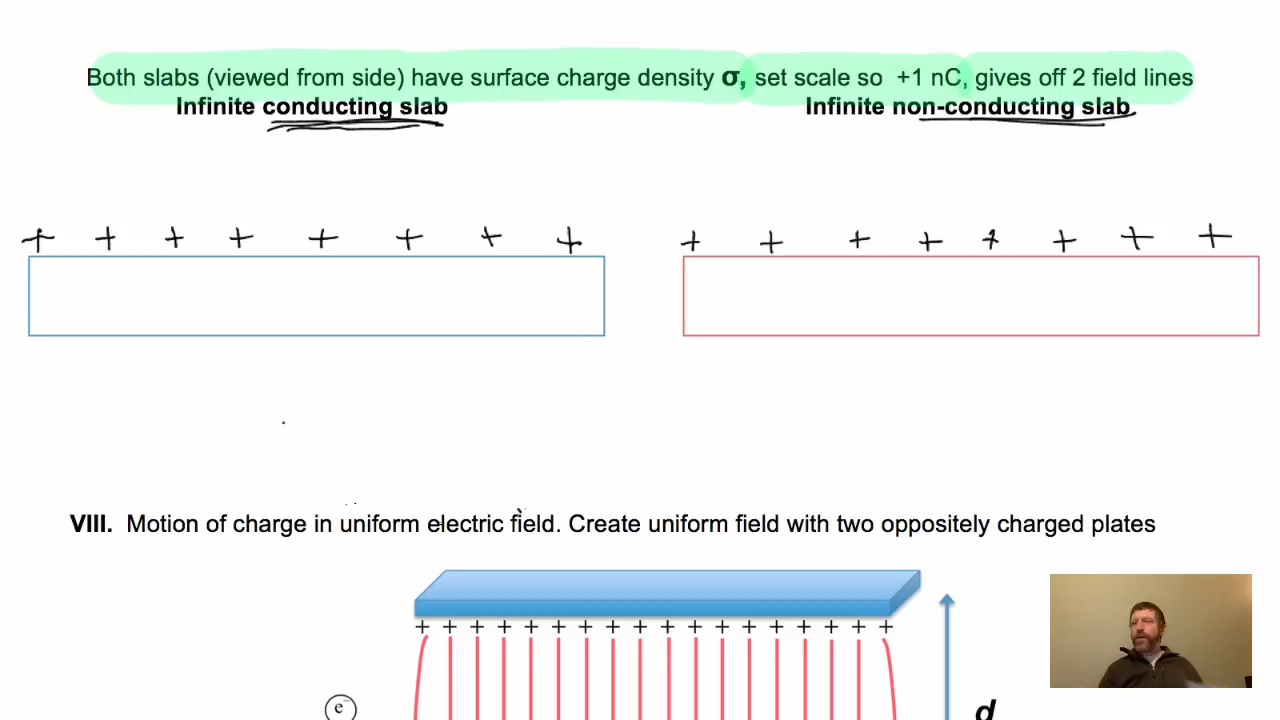 Both slabs (viewed from side) have surface charge density σ, set scale so +1 nC, gives off 2 field lines
Infinite conducting slab Infinite non-conducting slab
+ + + + + + + + + + + + + + + +
VIII. Motion of charge in uniform electric field. Create uniform field with two oppositely charged plates
+ + + + + + + + + + + + + + + + + +
e⁻ d